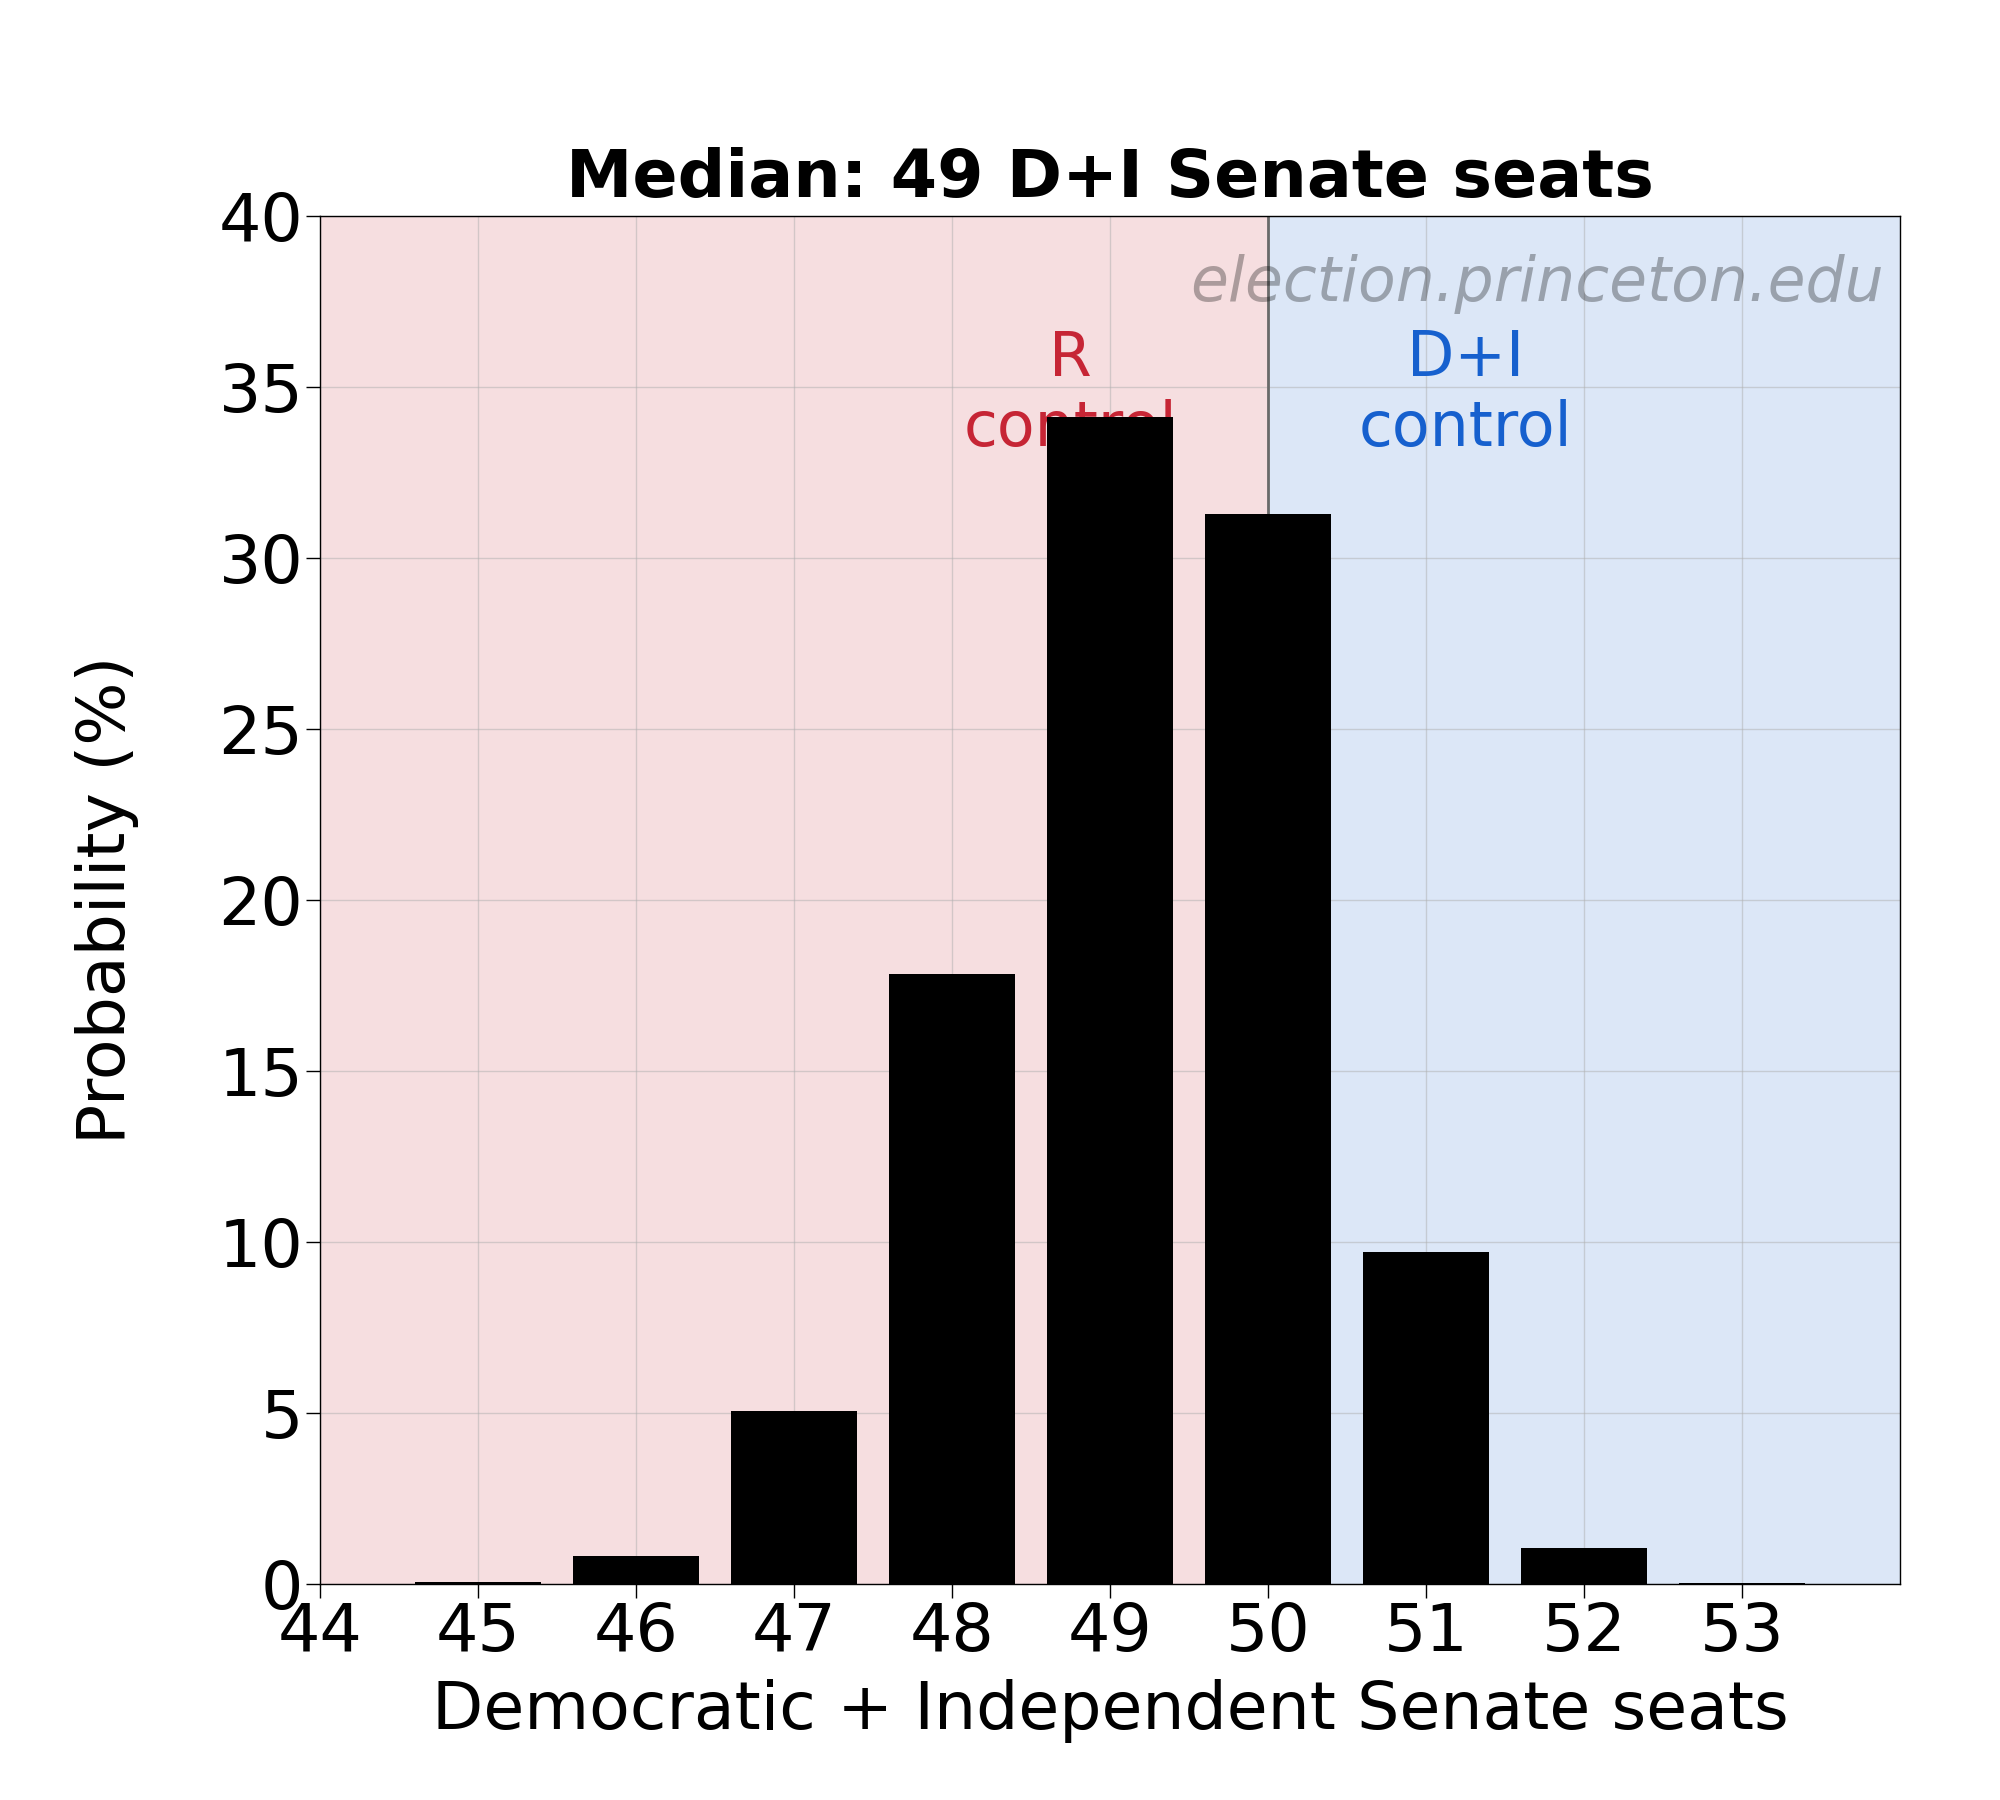 Median: 49 D+I Senate seats
election.princeton.edu
R
control
D+I
control
40
35
30
25
20
15
10
5
0
Probability (%)
44 45 46 47 48 49 50 51 52 53
Democratic + Independent Senate seats